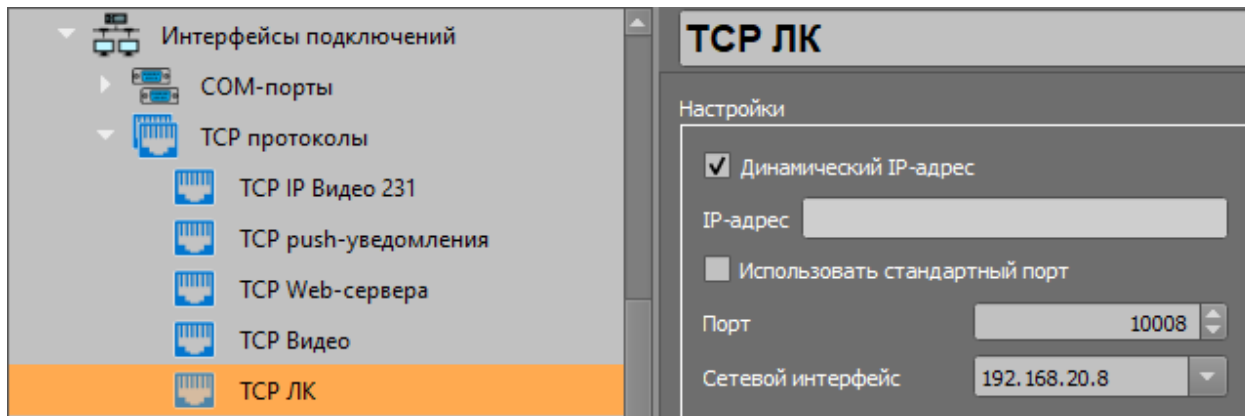 Интерфейсы подключений
COM-порты
TCP протоколы
TCP IP Видео 231
TCP push-уведомления
TCP Web-сервера
TCP Видео
TCP ЛК
TCP ЛК
Настройки
Динамический IP-адрес
IP-адрес
Использовать стандартный порт
Порт 10008
Сетевой интерфейс 192.168.20.8